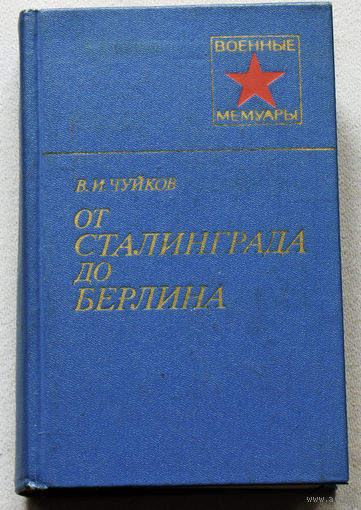 ВОЕННЫЕ
МЕМУАРЫ
В. И. ЧУЙКОВ
ОТ
СТАЛИНГРАДА
ДО
БЕРЛИНА